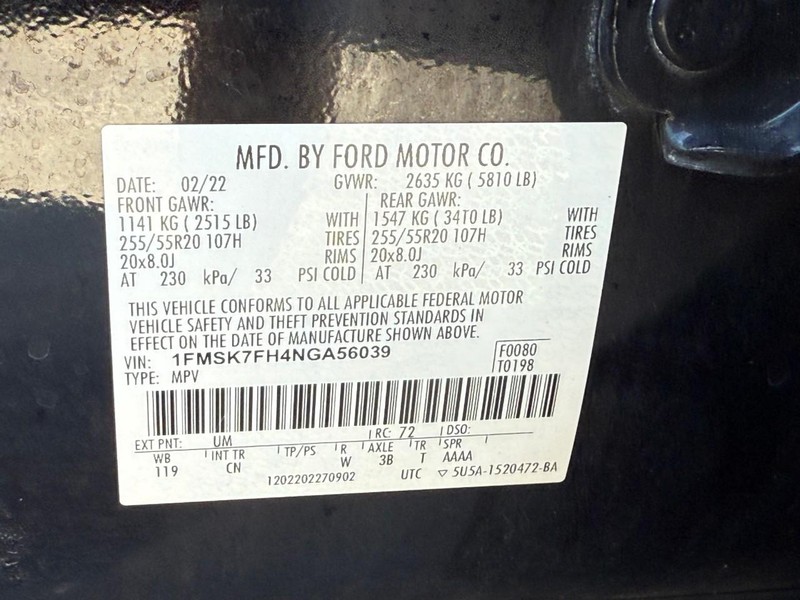 MFD. BY FORD MOTOR CO.
DATE: 02/22 GVWR: 2635 KG ( 5810 LB)
FRONT GAWR: REAR GAWR:
1141 KG ( 2515 LB) WITH 1547 KG ( 3410 LB) WITH
255/55R20 107H TIRES 255/55R20 107H TIRES
20x8.0J RIMS 20x8.0J RIMS
AT 230 kPa/ 33 PSI COLD AT 230 kPa/ 33 PSI COLD
THIS VEHICLE CONFORMS TO ALL APPLICABLE FEDERAL MOTOR
VEHICLE SAFETY AND THEFT PREVENTION STANDARDS IN
EFFECT ON THE DATE OF MANUFACTURE SHOWN ABOVE.
VIN: 1FMSK7FH4NGA56039 F0080
TYPE: MPV T0198
EXT PNT: UM RC: 72 DSO:
WB INT TR TP/PS R AXLE TR SPR
119 CN W 3B T AAAA
1202202270902 UTC ▽ 5U5A-1520472-BA